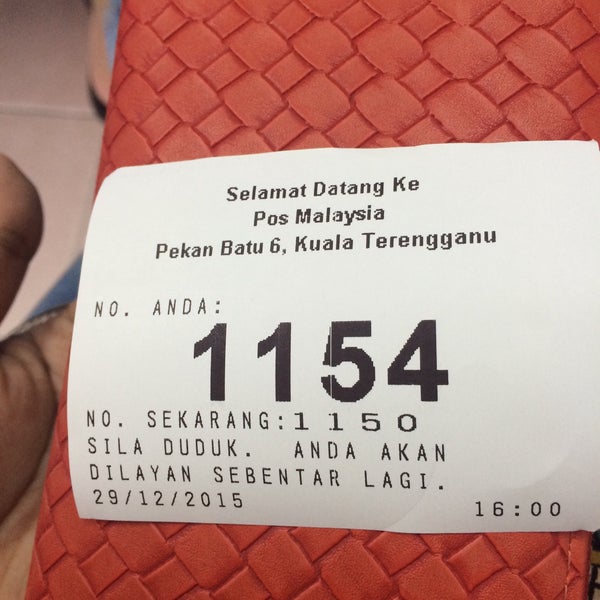 Selamat Datang Ke
Pos Malaysia
Pekan Batu 6, Kuala Terengganu
NO. ANDA:
1154
NO. SEKARANG:1150
SILA DUDUK. ANDA AKAN
DILAYAN SEBENTAR LAGI.
29/12/2015 16:00